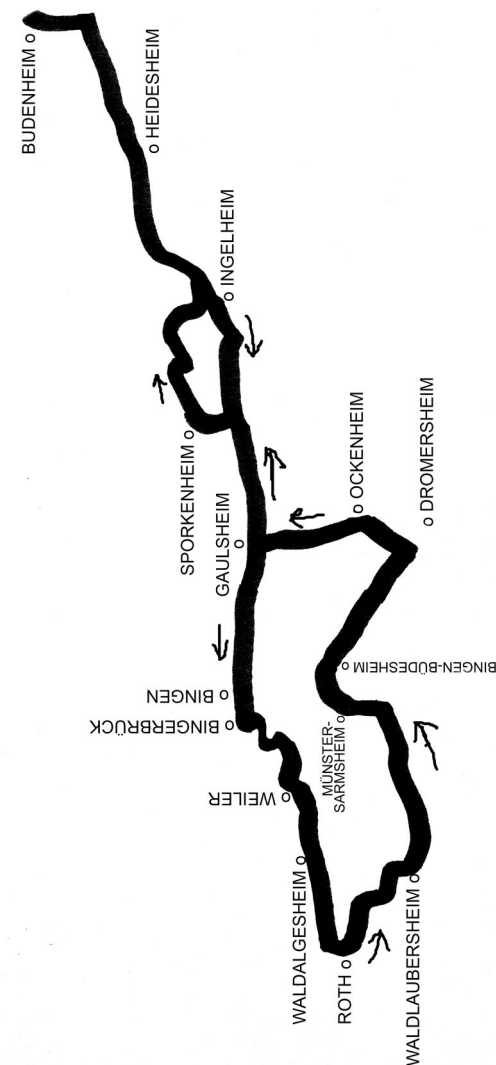 BUDENHEIM
HEIDESHEIM
INGELHEIM
SPORKENHEIM
GAULSHEIM
OCKENHEIM
DROMERSHEIM
BINGEN-BÜDESHEIM
BINGEN
BINGERBRÜCK
MÜNSTER-
SARMSHEIM
WEILER
WALDALGESHEIM
ROTH
WALDLAUBERSHEIM